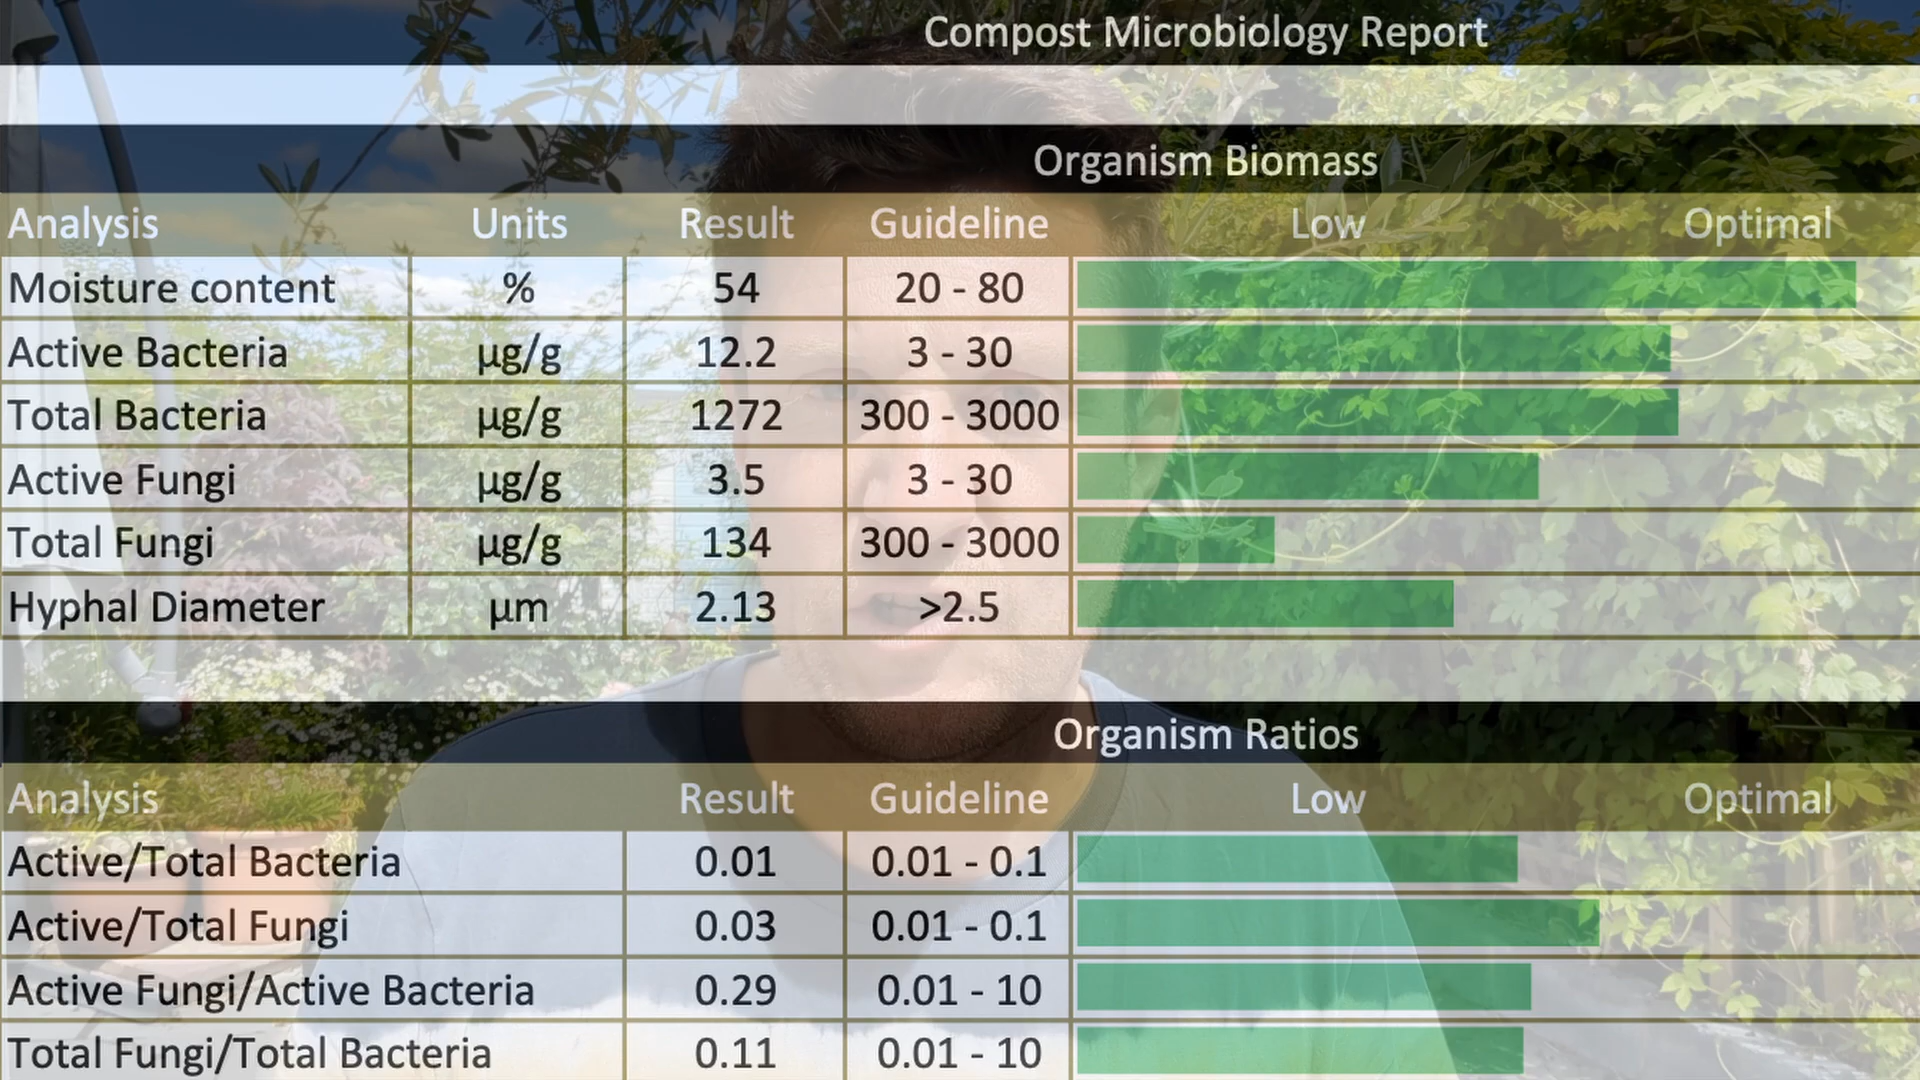 Compost Microbiology Report
Organism Biomass
Analysis Units Result Guideline Low Optimal
Moisture content % 54 20 - 80
Active Bacteria µg/g 12.2 3 - 30
Total Bacteria µg/g 1272 300 - 3000
Active Fungi µg/g 3.5 3 - 30
Total Fungi µg/g 134 300 - 3000
Hyphal Diameter µm 2.13 >2.5
Organism Ratios
Analysis Result Guideline Low Optimal
Active/Total Bacteria 0.01 0.01 - 0.1
Active/Total Fungi 0.03 0.01 - 0.1
Active Fungi/Active Bacteria 0.29 0.01 - 10
Total Fungi/Total Bacteria 0.11 0.01 - 10